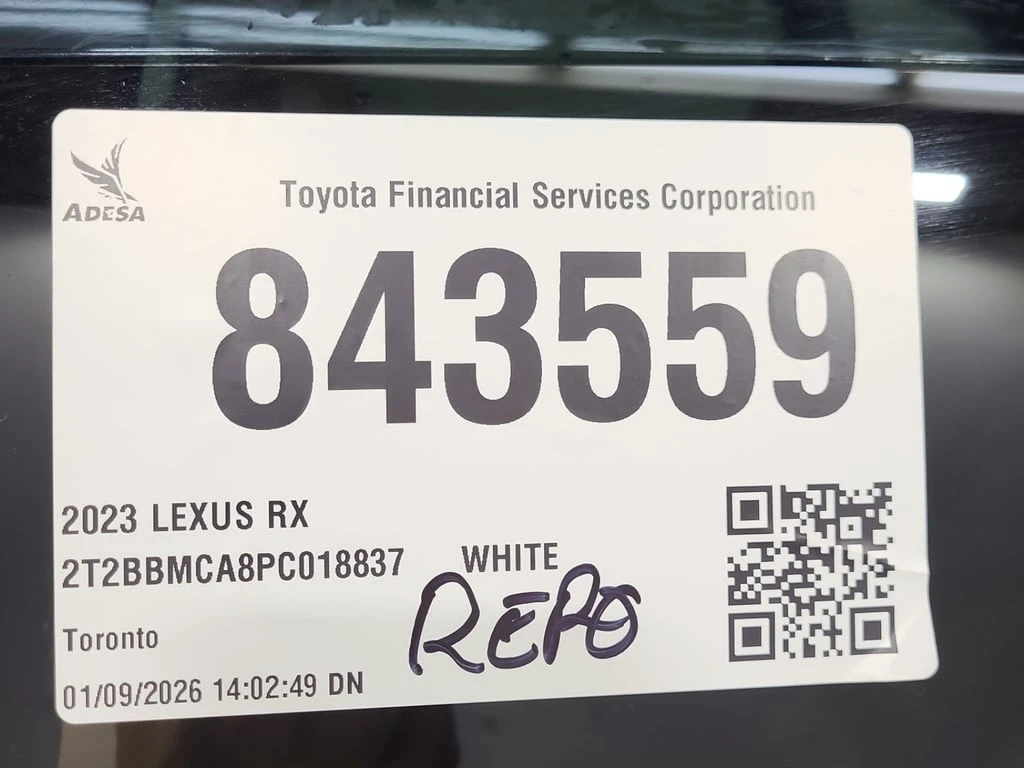 ADESA
Toyota Financial Services Corporation
843559
2023 LEXUS RX
2T2BBMCA8PC018837 WHITE
REPO
Toronto
01/09/2026 14:02:49 DN